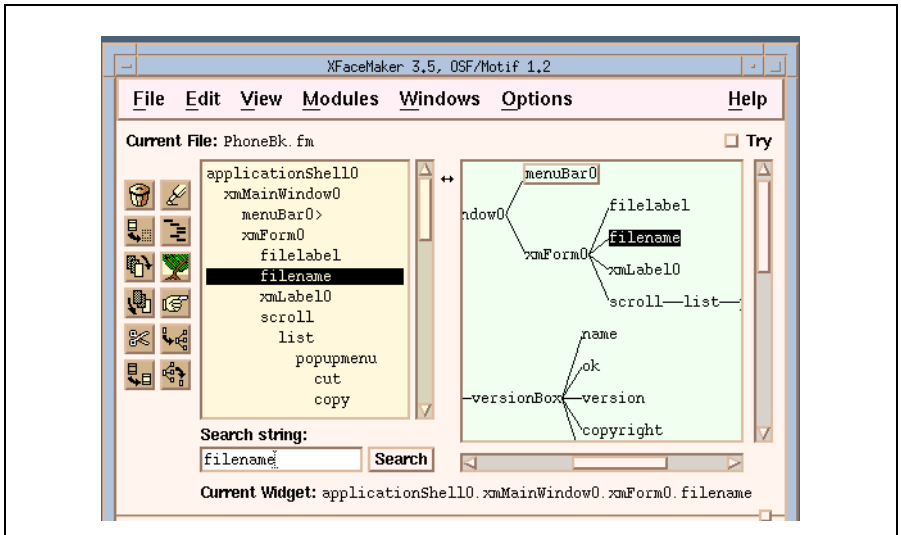 XFaceMaker 3.5, OSF/Motif 1.2
File Edit View Modules Windows Options Help
Current File: PhoneBk.fm
Try
applicationShell0
xmMainWindow0
menuBar0>
xmForm0
filelabel
filename
xmLabel0
scroll
list
popupmenu
cut
copy
menuBar0
ndow0
filelabel
filename
xmForm0
xmLabel0
scroll list
name
ok
versionBox version
copyright
Search string:
filename
Search
Current Widget: applicationShell0.xmMainWindow0.xmForm0.filename